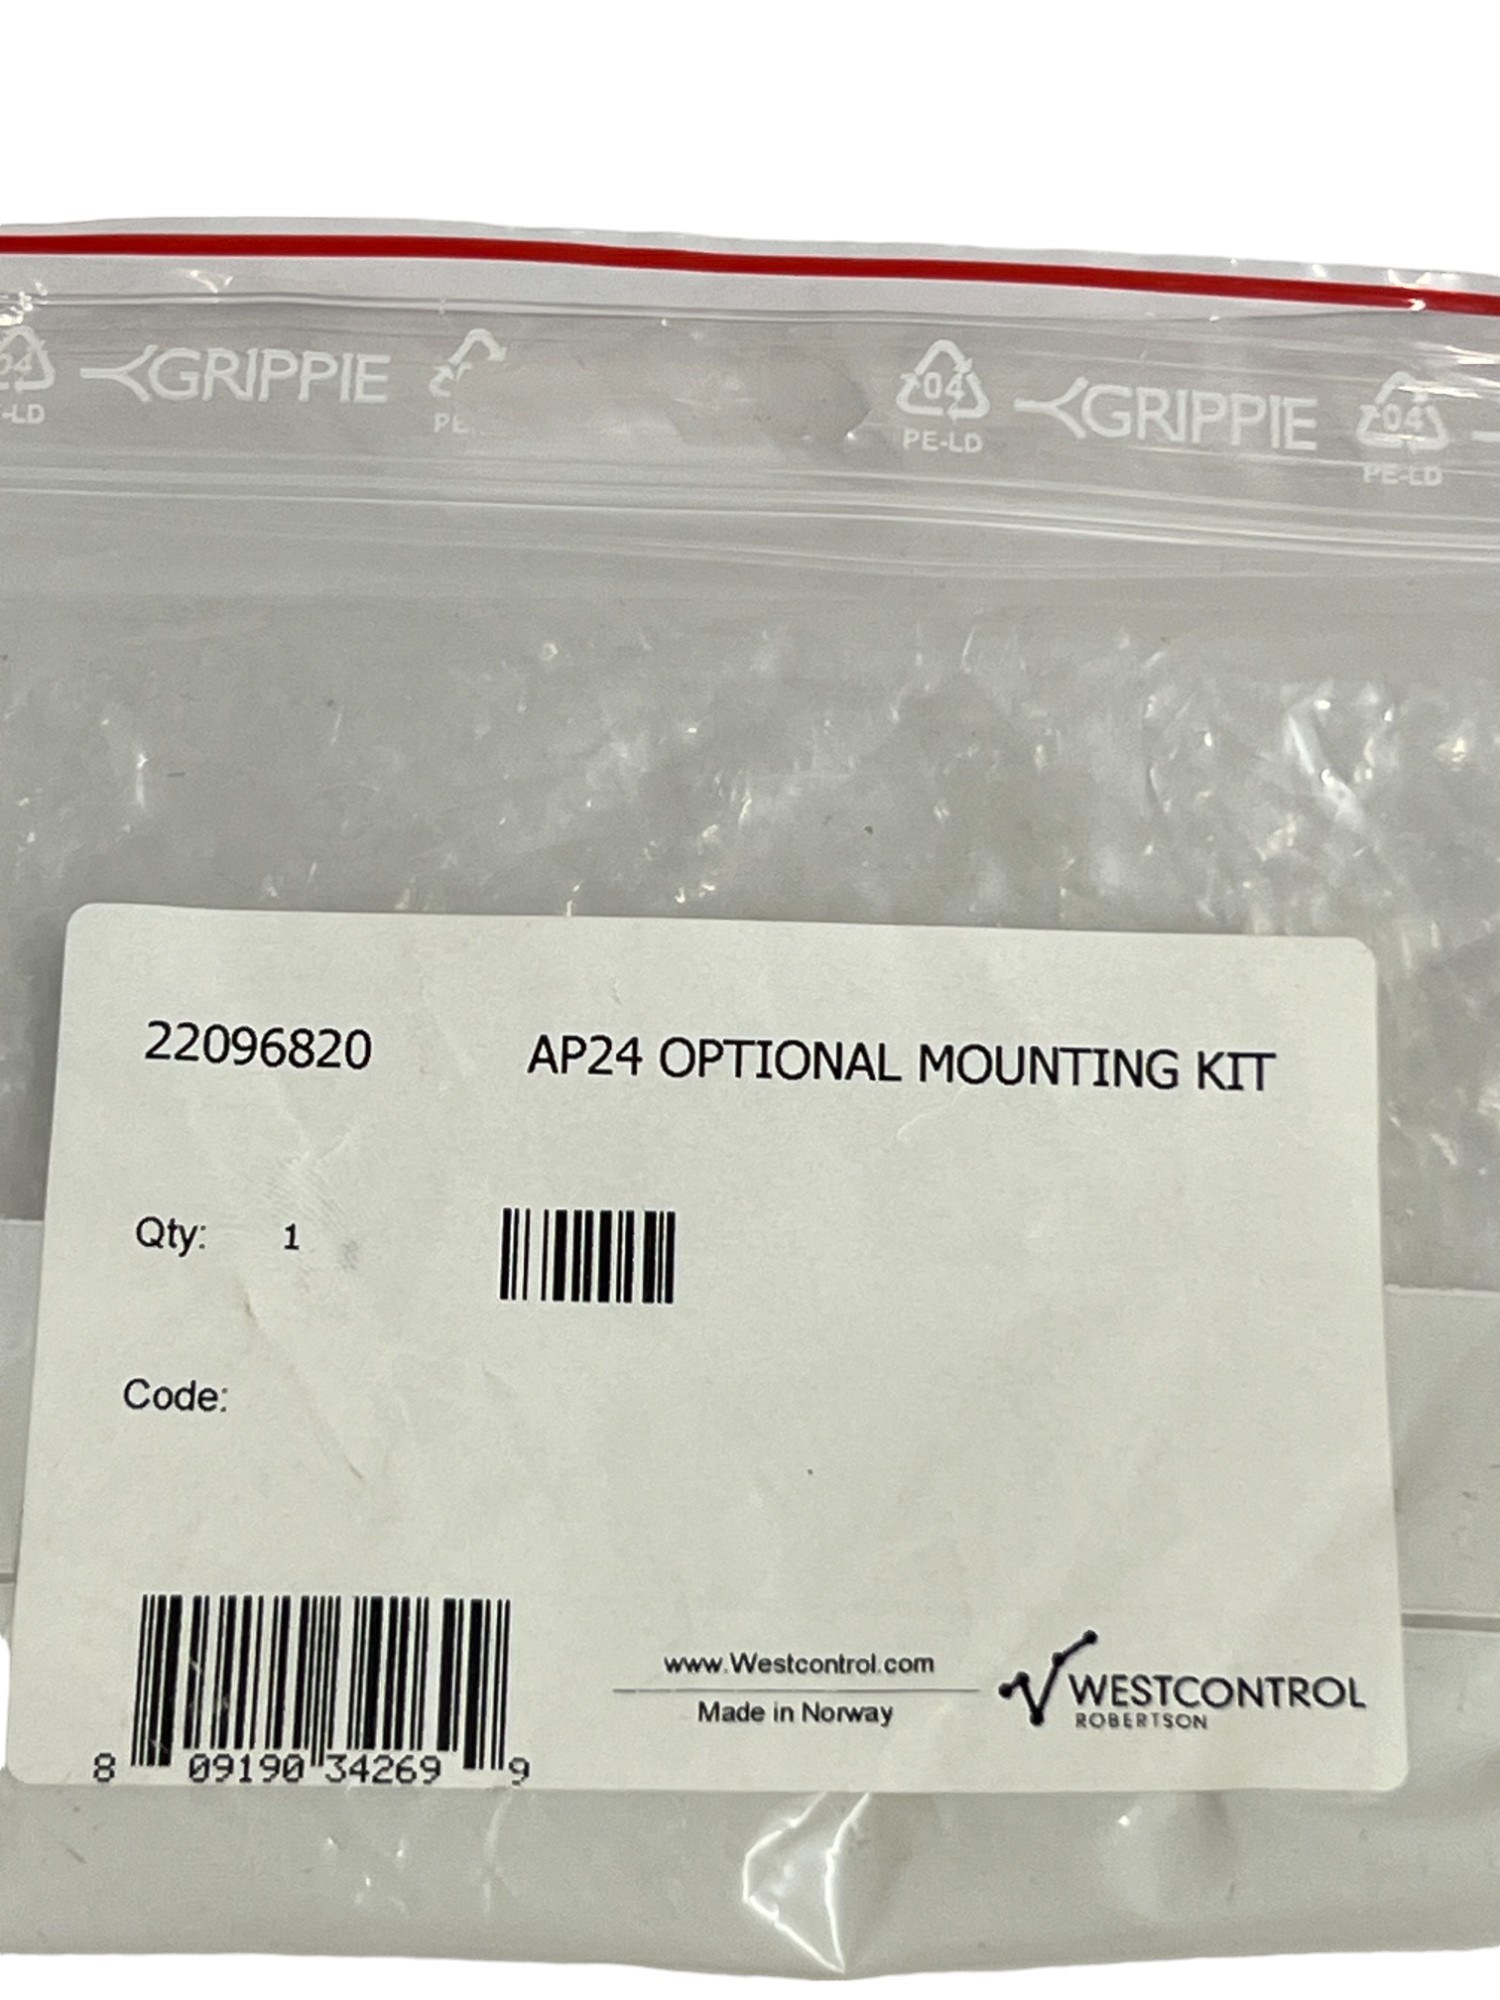 04 GRIPPIE 04 GRIPPIE 04
-LD PE PE-LD PE-LD
22096820 AP24 OPTIONAL MOUNTING KIT
Qty: 1
Code:
www.Westcontrol.com
Made in Norway
WESTCONTROL
ROBERTSON
8 09190 34269 9